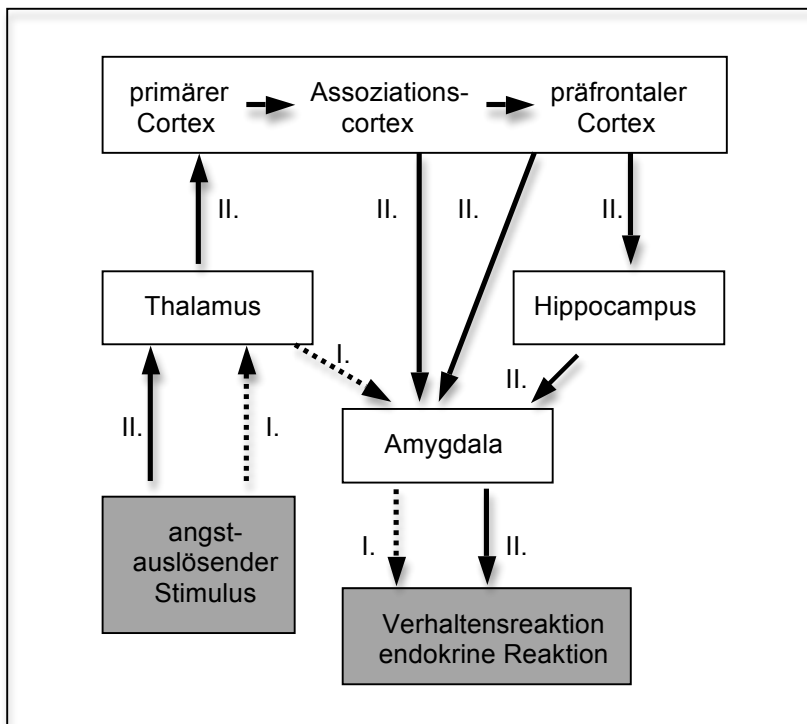 primärer
Cortex
Assoziations-
cortex
präfrontaler
Cortex
II.
II.
II.
II.
Thalamus
Hippocampus
I.
II.
II.
I.
Amygdala
angst-
auslösender
Stimulus
I.
II.
Verhaltensreaktion
endokrine Reaktion